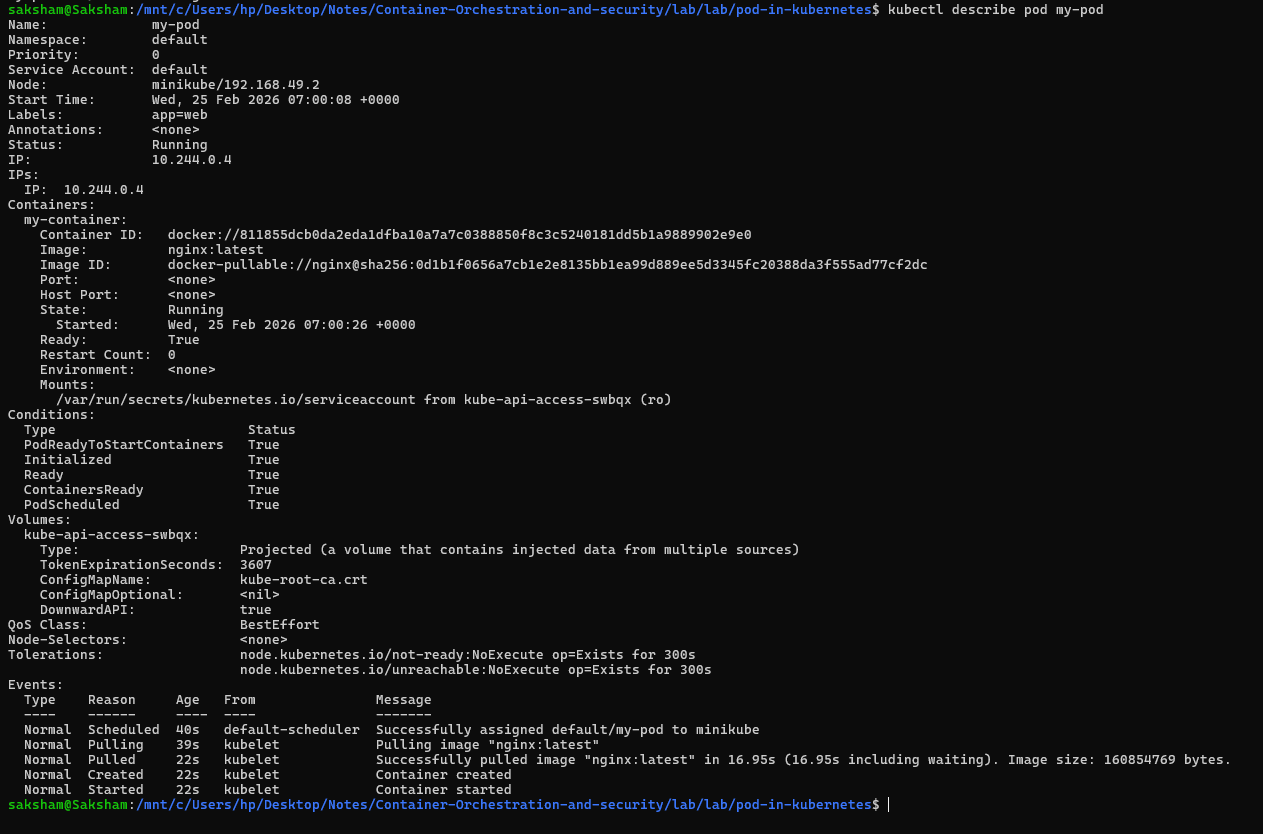 saksham@Saksham:/mnt/c/Users/hp/Desktop/Notes/Container-Orchestration-and-security/lab/lab/pod-in-kubernetes$ kubectl describe pod my-pod
Name:             my-pod
Namespace:        default
Priority:         0
Service Account:  default
Node:             minikube/192.168.49.2
Start Time:       Wed, 25 Feb 2026 07:00:08 +0000
Labels:           app=web
Annotations:      <none>
Status:           Running
IP:               10.244.0.4
IPs:
  IP:  10.244.0.4
Containers:
  my-container:
    Container ID:   docker://811855dcb0da2eda1dfba10a7a7c0388850f8c3c5240181dd5b1a9889902e9e0
    Image:          nginx:latest
    Image ID:       docker-pullable://nginx@sha256:0d1b1f0656a7cb1e2e8135bb1ea99d889ee5d3345fc20388da3f555ad77cf2dc
    Port:           <none>
    Host Port:      <none>
    State:          Running
      Started:      Wed, 25 Feb 2026 07:00:26 +0000
    Ready:          True
    Restart Count:  0
    Environment:    <none>
    Mounts:
      /var/run/secrets/kubernetes.io/serviceaccount from kube-api-access-swbqx (ro)
Conditions:
  Type                        Status
  PodReadyToStartContainers   True
  Initialized                 True
  Ready                       True
  ContainersReady             True
  PodScheduled                True
Volumes:
  kube-api-access-swbqx:
    Type:                    Projected (a volume that contains injected data from multiple sources)
    TokenExpirationSeconds:  3607
    ConfigMapName:           kube-root-ca.crt
    ConfigMapOptional:       <nil>
    DownwardAPI:             true
QoS Class:                   BestEffort
Node-Selectors:              <none>
Tolerations:                 node.kubernetes.io/not-ready:NoExecute op=Exists for 300s
                             node.kubernetes.io/unreachable:NoExecute op=Exists for 300s
Events:
  Type    Reason     Age   From               Message
  ----    ------     ----  ----               -------
  Normal  Scheduled  40s   default-scheduler  Successfully assigned default/my-pod to minikube
  Normal  Pulling    39s   kubelet            Pulling image "nginx:latest"
  Normal  Pulled     22s   kubelet            Successfully pulled image "nginx:latest" in 16.95s (16.95s including waiting). Image size: 160854769 bytes.
  Normal  Created    22s   kubelet            Container created
  Normal  Started    22s   kubelet            Container started
saksham@Saksham:/mnt/c/Users/hp/Desktop/Notes/Container-Orchestration-and-security/lab/lab/pod-in-kubernetes$